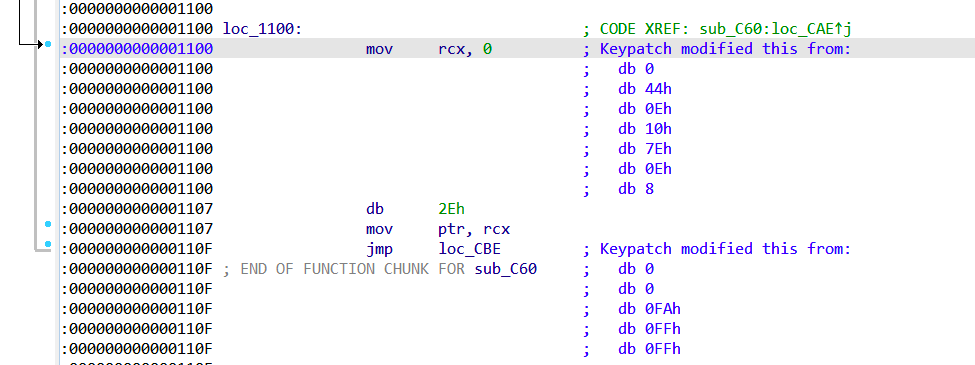 :0000000000001100
:0000000000001100 loc_1100: ; CODE XREF: sub_C60:loc_CAE↑j
:0000000000001100 mov rcx, 0 ; Keypatch modified this from:
:0000000000001100 ; db 0
:0000000000001100 ; db 44h
:0000000000001100 ; db 0Eh
:0000000000001100 ; db 10h
:0000000000001100 ; db 7Eh
:0000000000001100 ; db 0Eh
:0000000000001100 ; db 8
:0000000000001107 db 2Eh
:0000000000001107 mov ptr, rcx
:000000000000110F jmp loc_CBE ; Keypatch modified this from:
:000000000000110F ; END OF FUNCTION CHUNK FOR sub_C60 ; db 0
:000000000000110F ; db 0
:000000000000110F ; db 0FAh
:000000000000110F ; db 0FFh
:000000000000110F ; db 0FFh